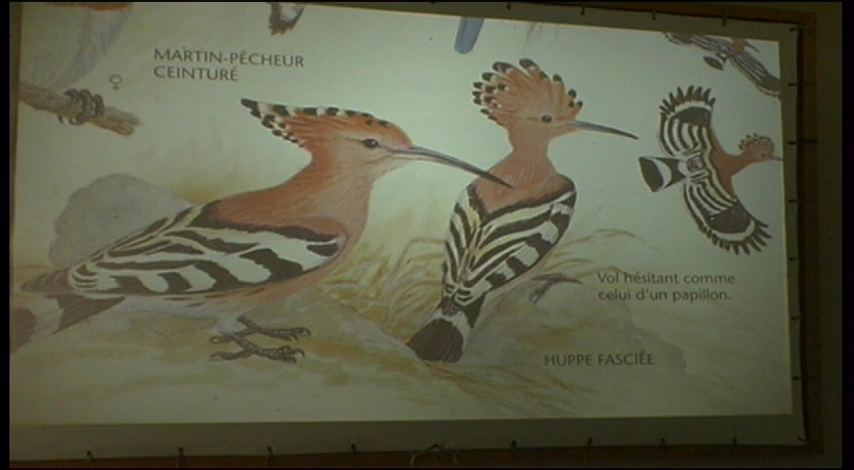 MARTIN-PÊCHEUR
CEINTURÉ
♀
Vol hésitant comme
celui d'un papillon.
HUPPE FASCIÉE